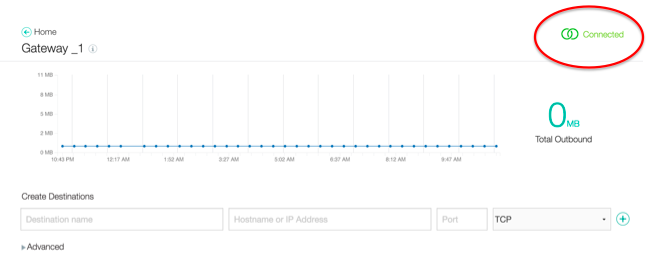 Home
Gateway _1
Connected
11 MB
8 MB
5 MB
2 MB
0 MB
10:43 PM 12:17 AM 1:52 AM 3:27 AM 5:02 AM 6:37 AM 8:12 AM 9:47 AM
0 MB
Total Outbound
Create Destinations
Destination name Hostname or IP Address Port TCP
Advanced